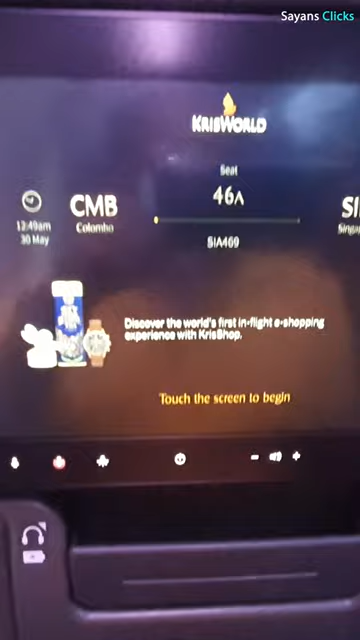 Sayans Clicks
KRISWORLD
Seat
46A
CMB
SI
Colombo
12:49am
30 May
SIA469
Discover the world's first in-flight e-shopping
experience with KrisShop.
Touch the screen to begin